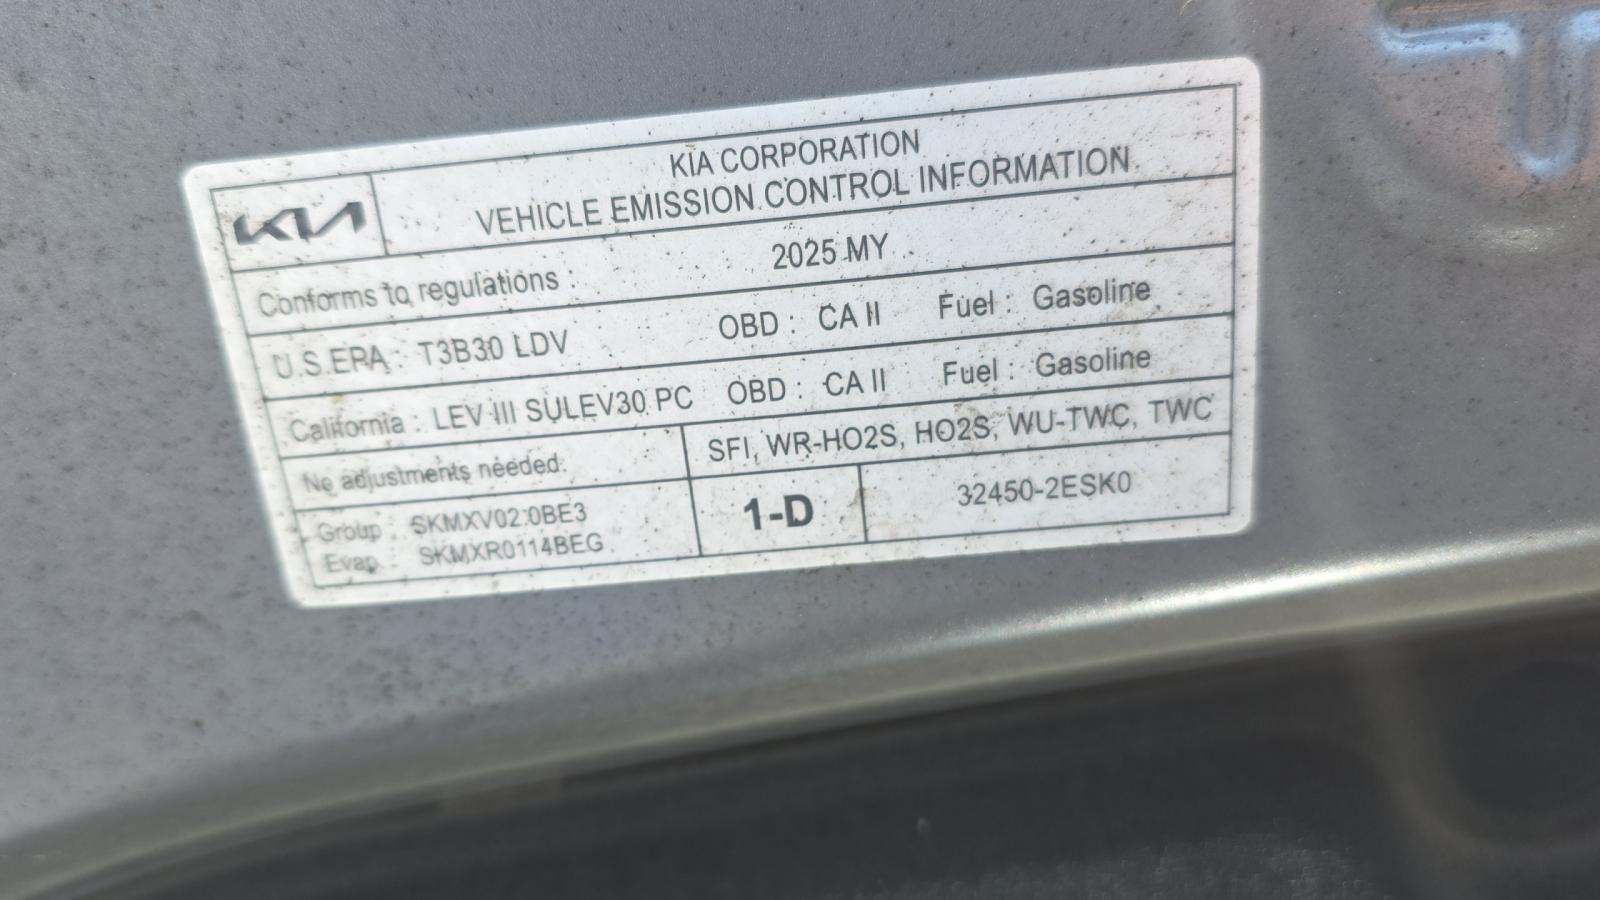 KIA
KIA CORPORATION
VEHICLE EMISSION CONTROL INFORMATION
Conforms to regulations : 2025 MY
U.S.EPA : T3B30 LDV OBD : CA II Fuel : Gasoline
California : LEV III SULEV30 PC OBD : CA II Fuel : Gasoline
No adjustments needed. SFI, WR-HO2S, HO2S, WU-TWC, TWC
Group : SKMXV02.0BE3
Evap : SKMXR0114BEG
1-D
32450-2ESK0